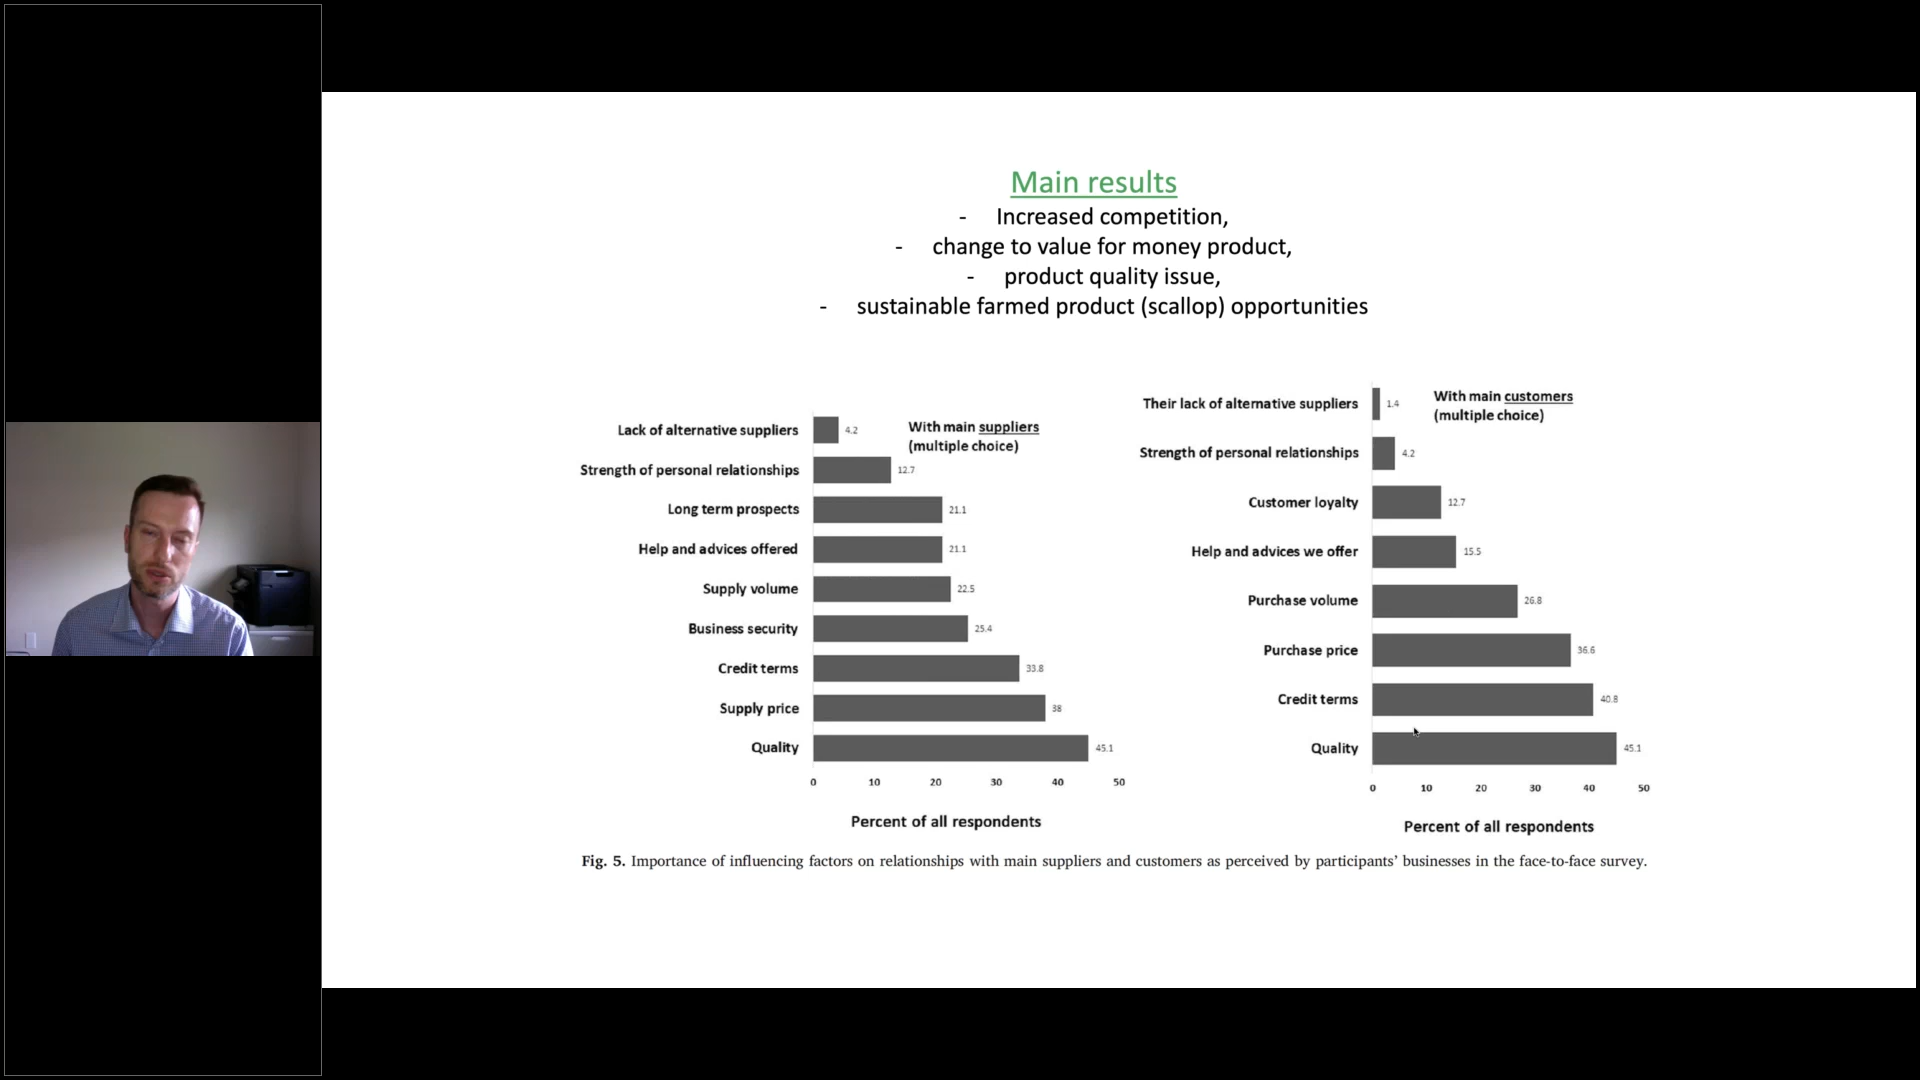 Main results
- Increased competition,
- change to value for money product,
- product quality issue,
- sustainable farmed product (scallop) opportunities
With main suppliers
(multiple choice)
Lack of alternative suppliers 4.2
Strength of personal relationships 12.7
Long term prospects 21.1
Help and advices offered 21.1
Supply volume 22.5
Business security 25.4
Credit terms 33.8
Supply price 38
Quality 45.1
0 10 20 30 40 50
Percent of all respondents
With main customers
(multiple choice)
Their lack of alternative suppliers 1.4
Strength of personal relationships 4.2
Customer loyalty 12.7
Help and advices we offer 15.5
Purchase volume 26.8
Purchase price 36.6
Credit terms 40.8
Quality 45.1
0 10 20 30 40 50
Percent of all respondents
Fig. 5. Importance of influencing factors on relationships with main suppliers and customers as perceived by participants’ businesses in the face-to-face survey.